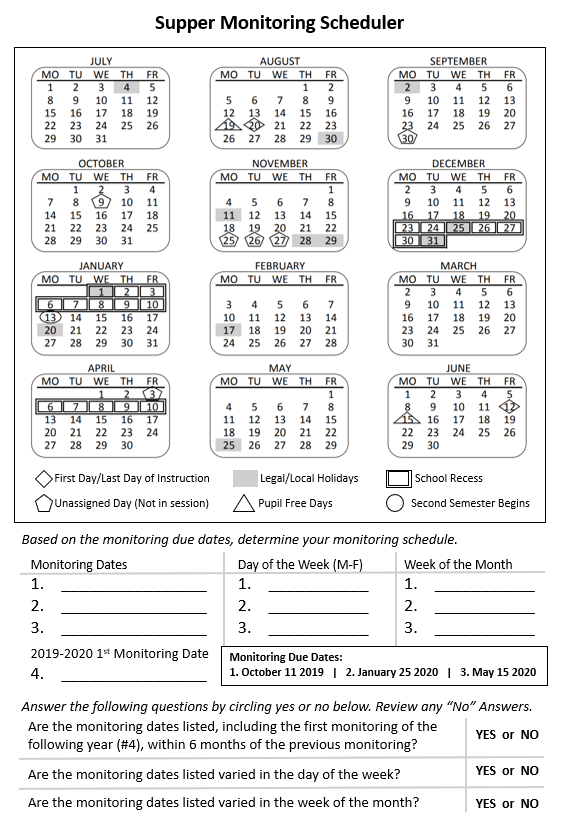 Supper Monitoring Scheduler
JULY
MO TU WE TH FR
1 2 3 4 5
8 9 10 11 12
15 16 17 18 19
22 23 24 25 26
29 30 31
AUGUST
MO TU WE TH FR
1 2
5 6 7 8 9
12 13 14 15 16
19 20 21 22 23
26 27 28 29 30
SEPTEMBER
MO TU WE TH FR
2 3 4 5 6
9 10 11 12 13
16 17 18 19 20
23 24 25 26 27
30
OCTOBER
MO TU WE TH FR
1 2 3 4
7 8 9 10 11
14 15 16 17 18
21 22 23 24 25
28 29 30 31
NOVEMBER
MO TU WE TH FR
1
4 5 6 7 8
11 12 13 14 15
18 19 20 21 22
25 26 27 28 29
DECEMBER
MO TU WE TH FR
2 3 4 5 6
9 10 11 12 13
16 17 18 19 20
23 24 25 26 27
30 31
JANUARY
MO TU WE TH FR
1 2 3
6 7 8 9 10
13 14 15 16 17
20 21 22 23 24
27 28 29 30 31
FEBRUARY
MO TU WE TH FR
3 4 5 6 7
10 11 12 13 14
17 18 19 20 21
24 25 26 27 28
MARCH
MO TU WE TH FR
2 3 4 5 6
9 10 11 12 13
16 17 18 19 20
23 24 25 26 27
30 31
APRIL
MO TU WE TH FR
1 2 3
6 7 8 9 10
13 14 15 16 17
20 21 22 23 24
27 28 29 30
MAY
MO TU WE TH FR
1
4 5 6 7 8
11 12 13 14 15
18 19 20 21 22
25 26 27 28 29
JUNE
MO TU WE TH FR
1 2 3 4 5
8 9 10 11 12
15 16 17 18 19
22 23 24 25 26
29 30
First Day/Last Day of Instruction
Legal/Local Holidays
School Recess
Unassigned Day (Not in session)
Pupil Free Days
Second Semester Begins
Based on the monitoring due dates, determine your monitoring schedule.
Monitoring Dates
1.
2.
3.
Day of the Week (M-F)
1.
2.
3.
Week of the Month
1.
2.
3.
2019-2020 1st Monitoring Date
4.
Monitoring Due Dates:
1. October 11 2019 | 2. January 25 2020 | 3. May 15 2020
Answer the following questions by circling yes or no below. Review any “No” Answers.
Are the monitoring dates listed, including the first monitoring of the
following year (#4), within 6 months of the previous monitoring?
YES or NO
Are the monitoring dates listed varied in the day of the week?
YES or NO
Are the monitoring dates listed varied in the week of the month?
YES or NO